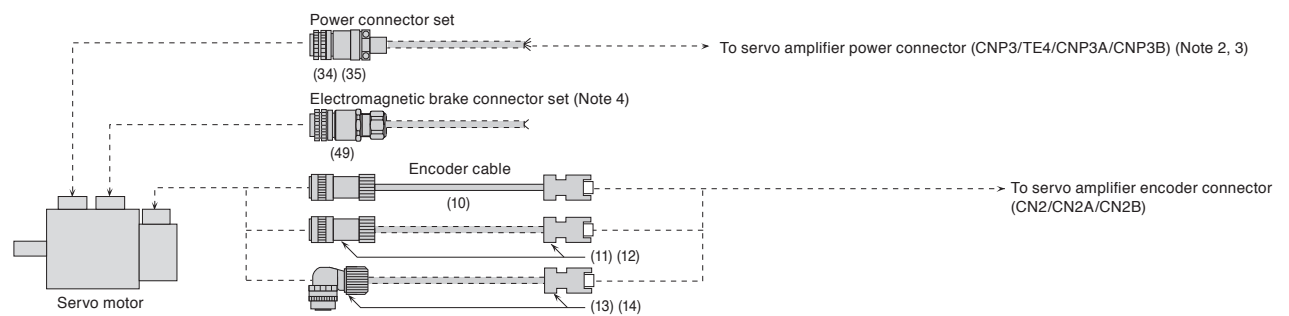 Power connector set
To servo amplifier power connector (CNP3/TE4/CNP3A/CNP3B) (Note 2, 3)
(34) (35)
Electromagnetic brake connector set (Note 4)
(49)
Encoder cable
(10)
To servo amplifier encoder connector
(CN2/CN2A/CN2B)
(11) (12)
(13) (14)
Servo motor